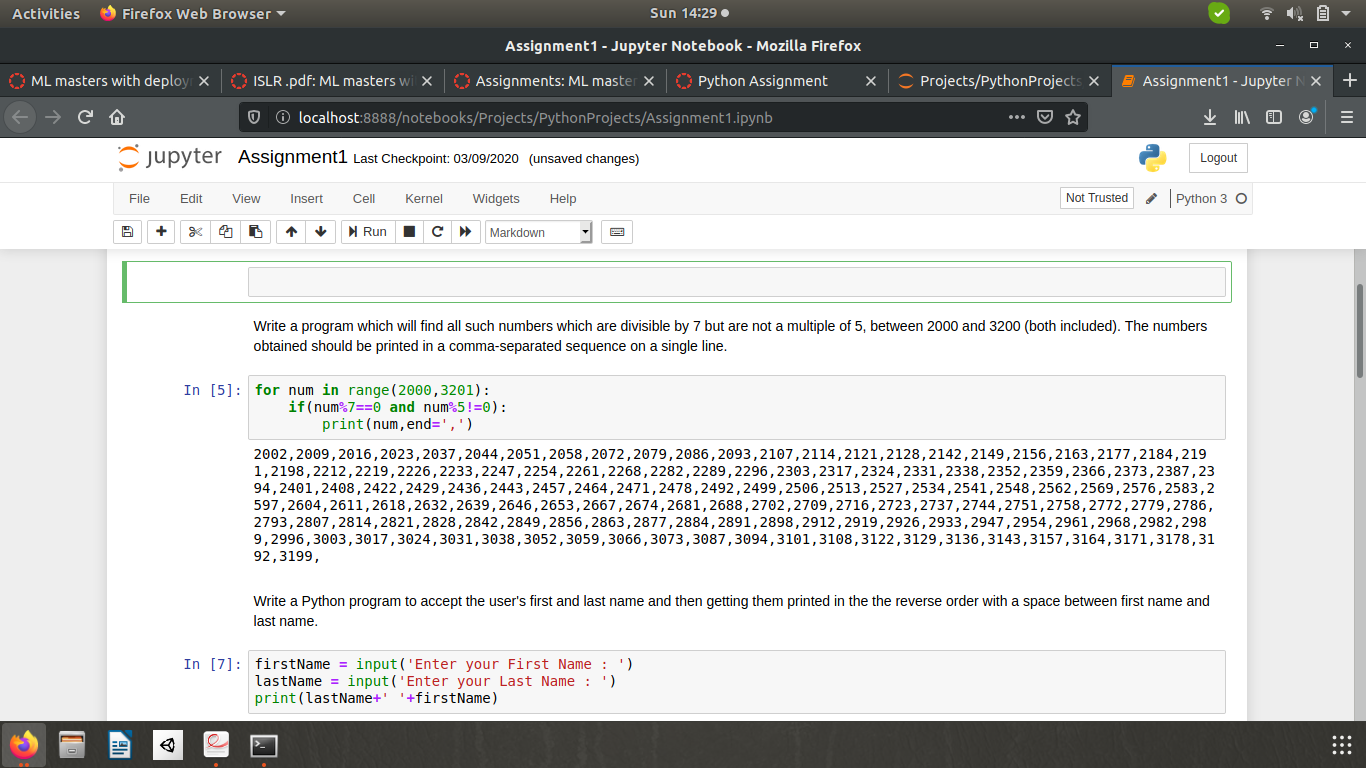 Activities Firefox Web Browser Sun 14:29
Assignment1 - Jupyter Notebook - Mozilla Firefox
ML masters with deploy ISLR .pdf: ML masters wi Assignments: ML master Python Assignment Projects/PythonProjects Assignment1 - Jupyter N
localhost:8888/notebooks/Projects/PythonProjects/Assignment1.ipynb
jupyter Assignment1 Last Checkpoint: 03/09/2020 (unsaved changes) Logout
File Edit View Insert Cell Kernel Widgets Help Not Trusted Python 3
Run Markdown
Write a program which will find all such numbers which are divisible by 7 but are not a multiple of 5, between 2000 and 3200 (both included). The numbers
obtained should be printed in a comma-separated sequence on a single line.
In [5]: for num in range(2000,3201):
if(num%7==0 and num%5!=0):
print(num,end=',')
2002,2009,2016,2023,2037,2044,2051,2058,2072,2079,2086,2093,2107,2114,2121,2128,2142,2149,2156,2163,2177,2184,219
1,2198,2212,2219,2226,2233,2247,2254,2261,2268,2282,2289,2296,2303,2317,2324,2331,2338,2352,2359,2366,2373,2387,23
94,2401,2408,2422,2429,2436,2443,2457,2464,2471,2478,2492,2499,2506,2513,2527,2534,2541,2548,2562,2569,2576,2583,2
597,2604,2611,2618,2632,2639,2646,2653,2667,2674,2681,2688,2702,2709,2716,2723,2737,2744,2751,2758,2772,2779,2786,
2793,2807,2814,2821,2828,2842,2849,2856,2863,2877,2884,2891,2898,2912,2919,2926,2933,2947,2954,2961,2968,2982,298
9,2996,3003,3017,3024,3031,3038,3052,3059,3066,3073,3087,3094,3101,3108,3122,3129,3136,3143,3157,3164,3171,3178,31
92,3199,
Write a Python program to accept the user's first and last name and then getting them printed in the the reverse order with a space between first name and
last name.
In [7]: firstName = input('Enter your First Name : ')
lastName = input('Enter your Last Name : ')
print(lastName+' '+firstName)